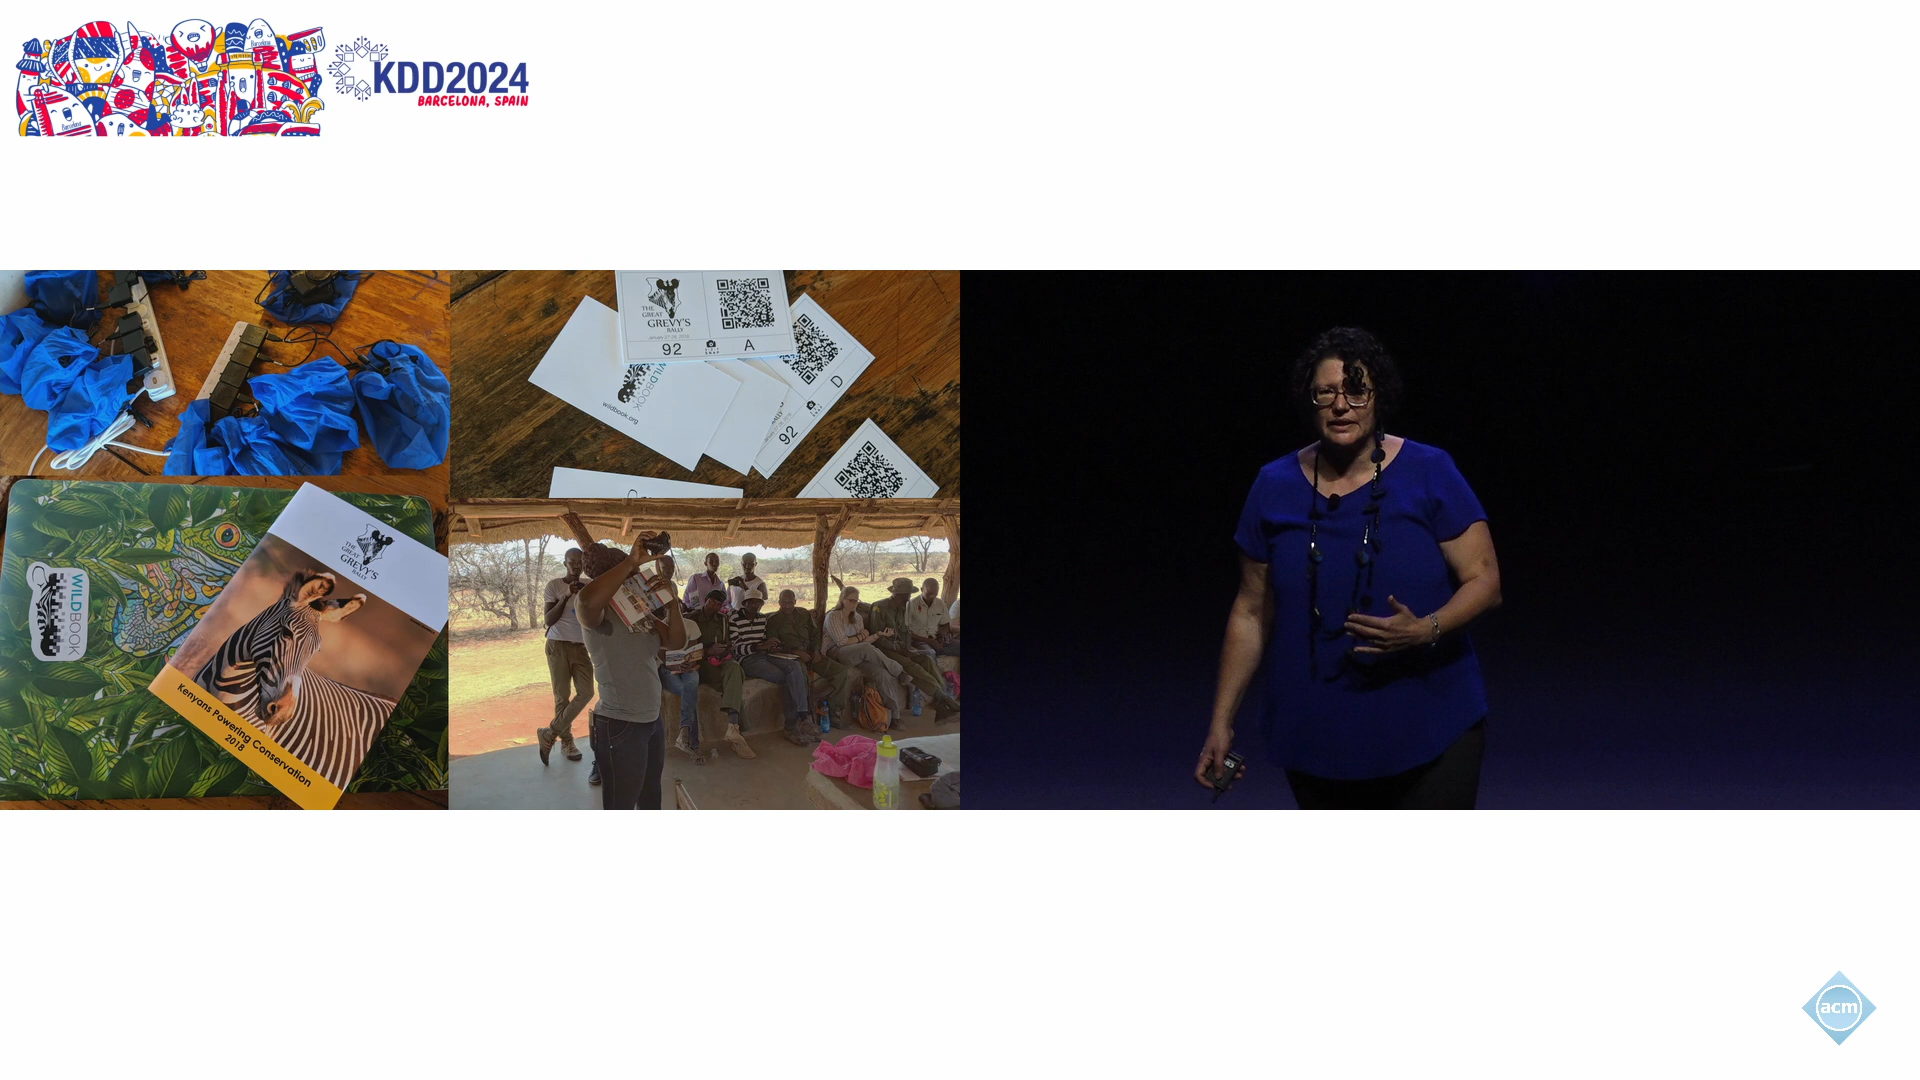 KDD2024
BARCELONA, SPAIN
THE
GREAT
GREVY'S
RALLY
92
A
WILDBOOK
wildbook.org
D
92
THE
GREAT
GREVY'S
RALLY
WILDBOOK
Kenyans Powering Conservation
2018
acm